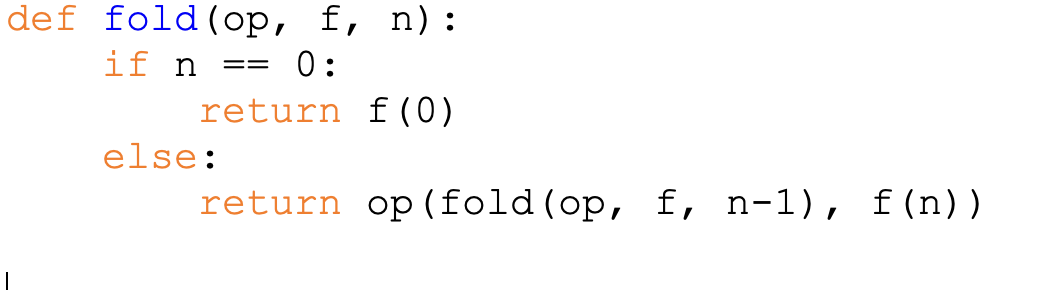 def fold(op, f, n):
    if n == 0:
        return f(0)
    else:
        return op(fold(op, f, n-1), f(n))